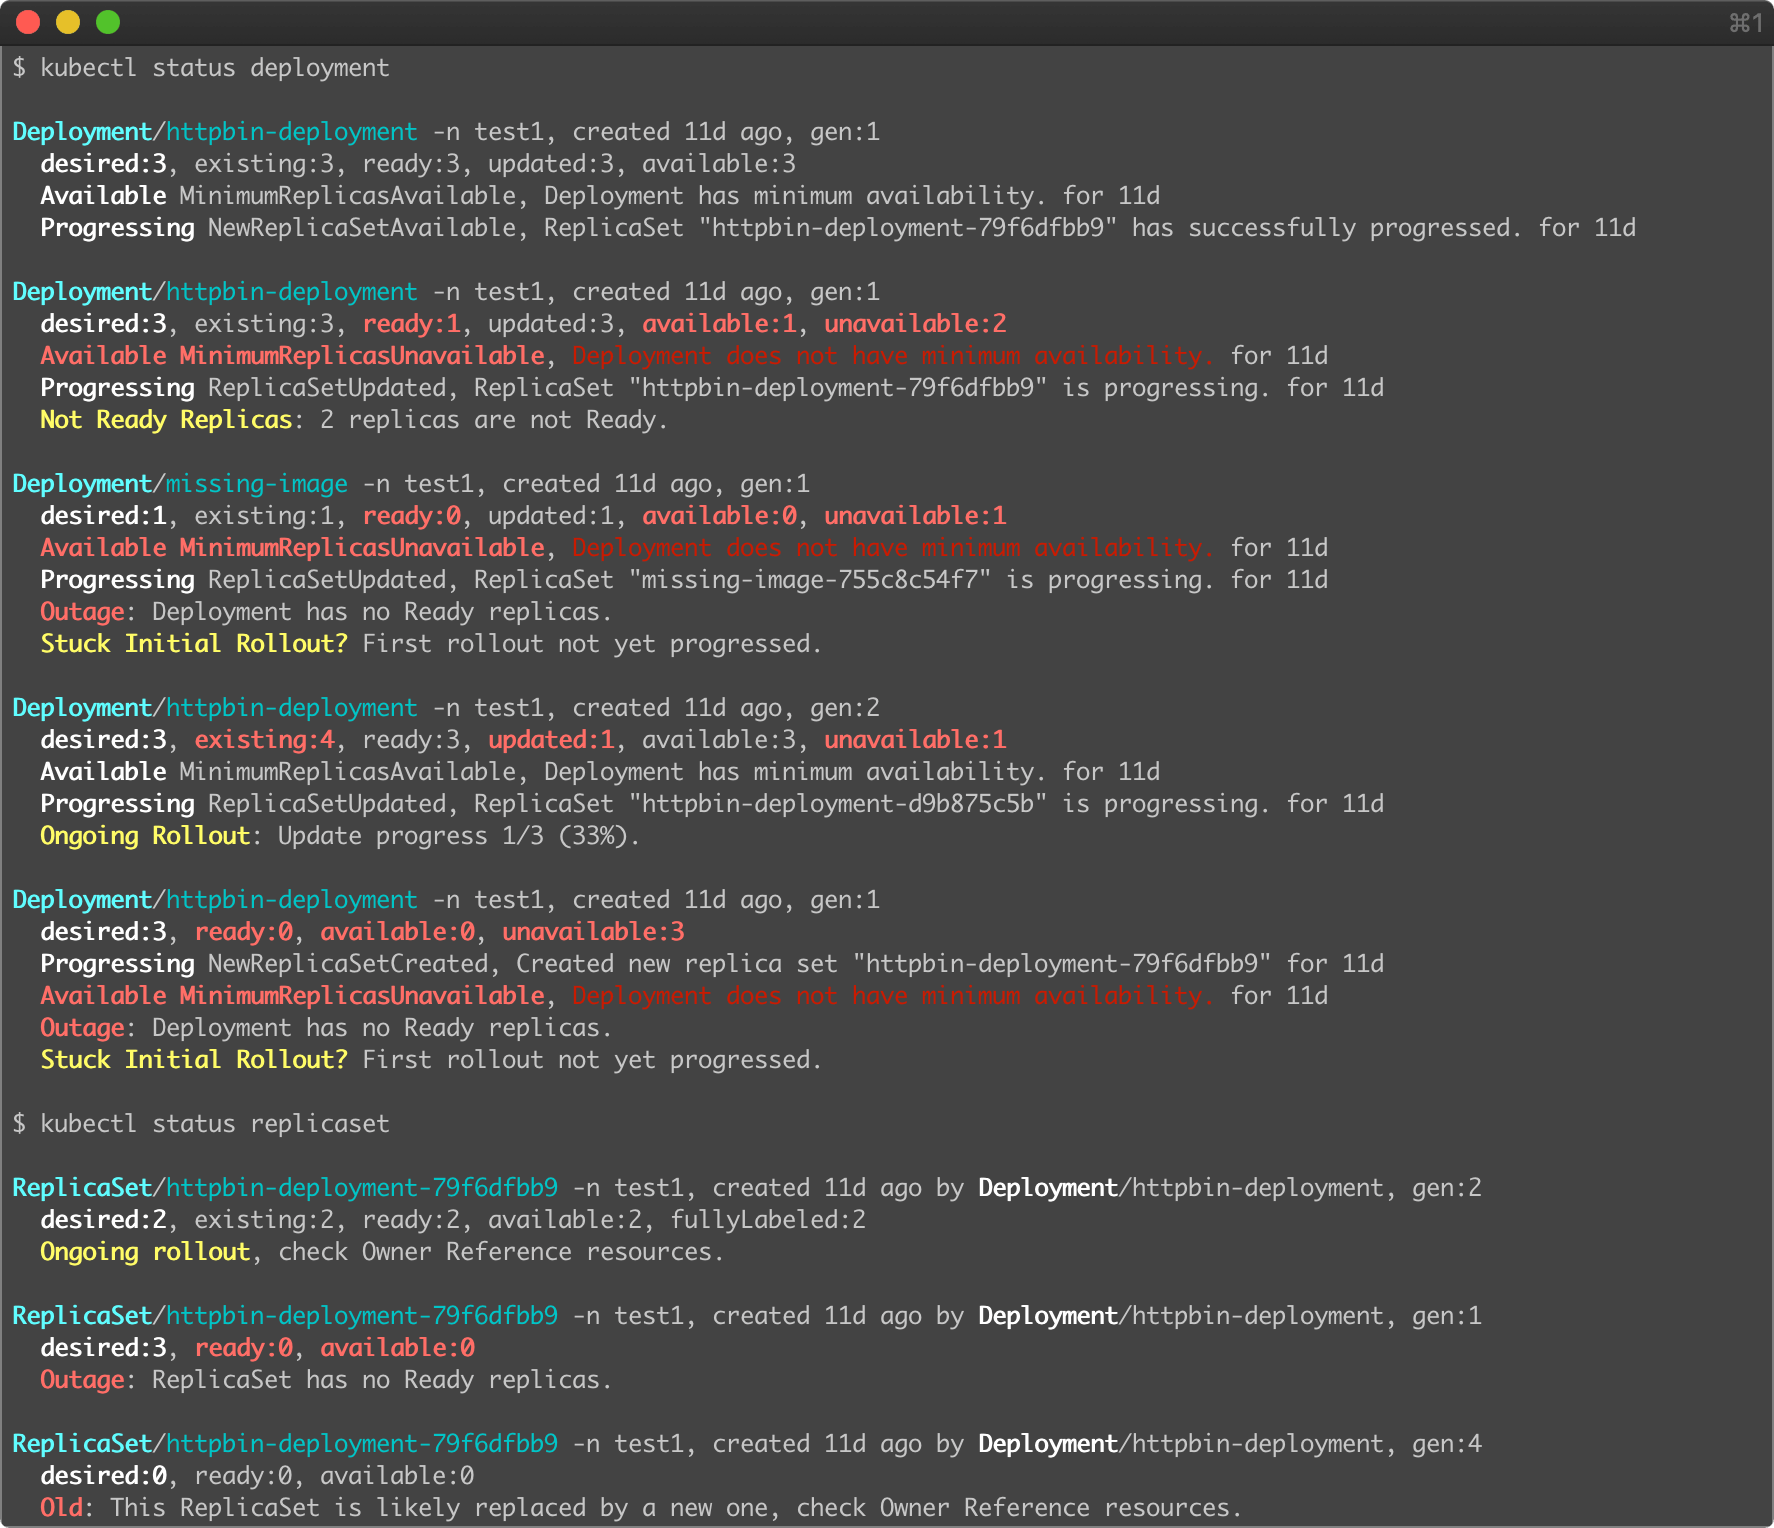 ⌘1
$ kubectl status deployment
Deployment/httpbin-deployment -n test1, created 11d ago, gen:1
desired:3, existing:3, ready:3, updated:3, available:3
Available MinimumReplicasAvailable, Deployment has minimum availability. for 11d
Progressing NewReplicaSetAvailable, ReplicaSet "httpbin-deployment-79f6dfbb9" has successfully progressed. for 11d
Deployment/httpbin-deployment -n test1, created 11d ago, gen:1
desired:3, existing:3, ready:1, updated:3, available:1, unavailable:2
Available MinimumReplicasUnavailable, Deployment does not have minimum availability. for 11d
Progressing ReplicaSetUpdated, ReplicaSet "httpbin-deployment-79f6dfbb9" is progressing. for 11d
Not Ready Replicas: 2 replicas are not Ready.
Deployment/missing-image -n test1, created 11d ago, gen:1
desired:1, existing:1, ready:0, updated:1, available:0, unavailable:1
Available MinimumReplicasUnavailable, Deployment does not have minimum availability. for 11d
Progressing ReplicaSetUpdated, ReplicaSet "missing-image-755c8c54f7" is progressing. for 11d
Outage: Deployment has no Ready replicas.
Stuck Initial Rollout? First rollout not yet progressed.
Deployment/httpbin-deployment -n test1, created 11d ago, gen:2
desired:3, existing:4, ready:3, updated:1, available:3, unavailable:1
Available MinimumReplicasAvailable, Deployment has minimum availability. for 11d
Progressing ReplicaSetUpdated, ReplicaSet "httpbin-deployment-d9b875c5b" is progressing. for 11d
Ongoing Rollout: Update progress 1/3 (33%).
Deployment/httpbin-deployment -n test1, created 11d ago, gen:1
desired:3, ready:0, available:0, unavailable:3
Progressing NewReplicaSetCreated, Created new replica set "httpbin-deployment-79f6dfbb9" for 11d
Available MinimumReplicasUnavailable, Deployment does not have minimum availability. for 11d
Outage: Deployment has no Ready replicas.
Stuck Initial Rollout? First rollout not yet progressed.
$ kubectl status replicaset
ReplicaSet/httpbin-deployment-79f6dfbb9 -n test1, created 11d ago by Deployment/httpbin-deployment, gen:2
desired:2, existing:2, ready:2, available:2, fullyLabeled:2
Ongoing rollout, check Owner Reference resources.
ReplicaSet/httpbin-deployment-79f6dfbb9 -n test1, created 11d ago by Deployment/httpbin-deployment, gen:1
desired:3, ready:0, available:0
Outage: ReplicaSet has no Ready replicas.
ReplicaSet/httpbin-deployment-79f6dfbb9 -n test1, created 11d ago by Deployment/httpbin-deployment, gen:4
desired:0, ready:0, available:0
Old: This ReplicaSet is likely replaced by a new one, check Owner Reference resources.